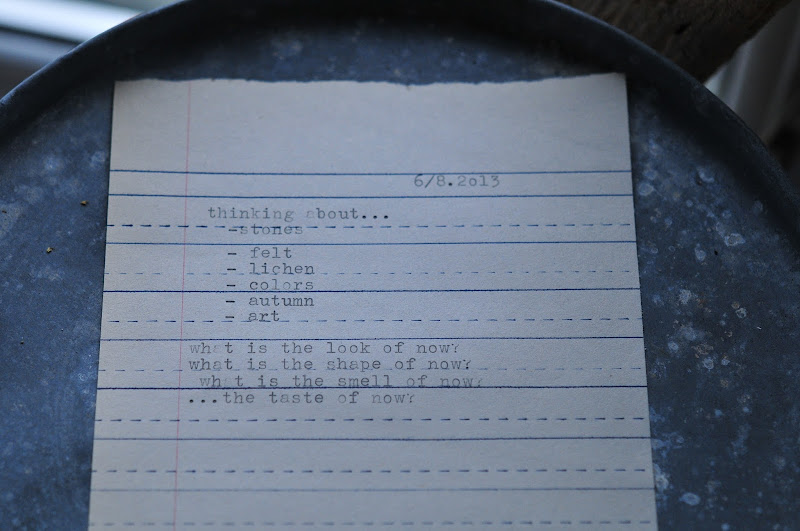 6/8.2013
thinking about...
-stones
- felt
- lichen
- colors
- autumn
- art
what is the look of now?
what is the shape of now?
what is the smell of now?
...the taste of now?